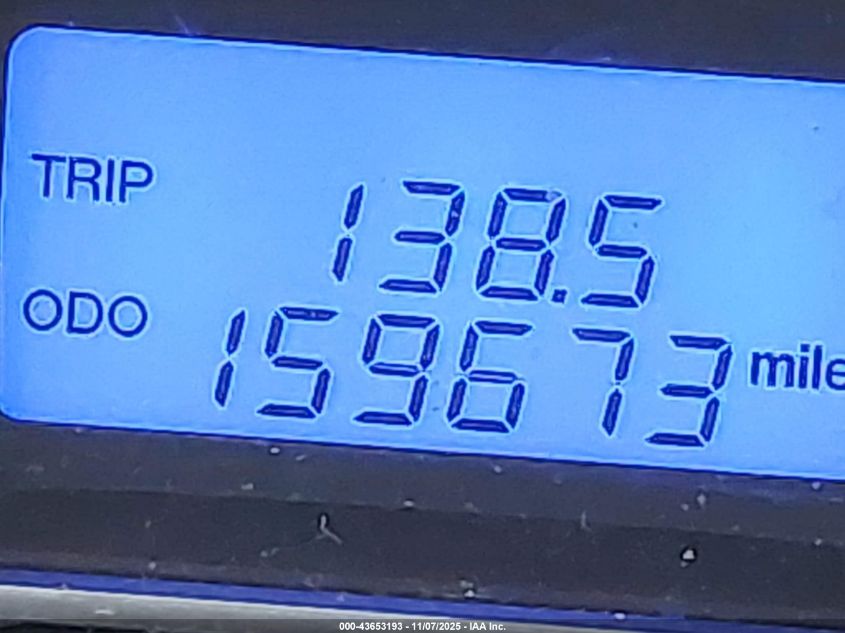 TRIP 138.5
ODO 159673 mile
000-43653193 - 11/07/2025 - IAA Inc.